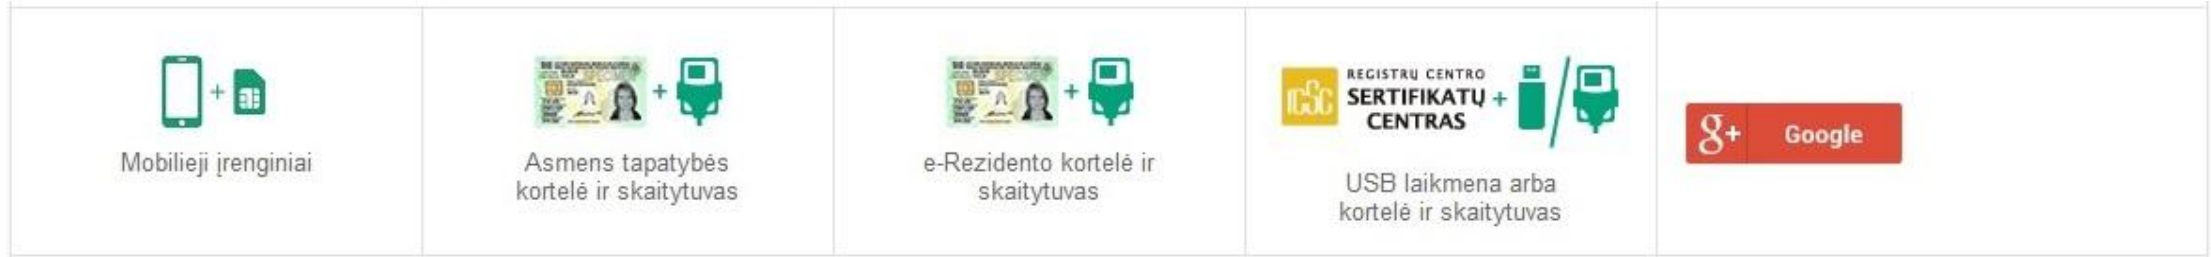 Mobilieji įrenginiai
Asmens tapatybės
kortelė ir skaitytuvas
e-Rezidento kortelė ir
skaitytuvas
REGISTRŲ CENTRO
SERTIFIKATŲ +
CENTRAS
USB laikmena arba
kortelė ir skaitytuvas
g+ Google